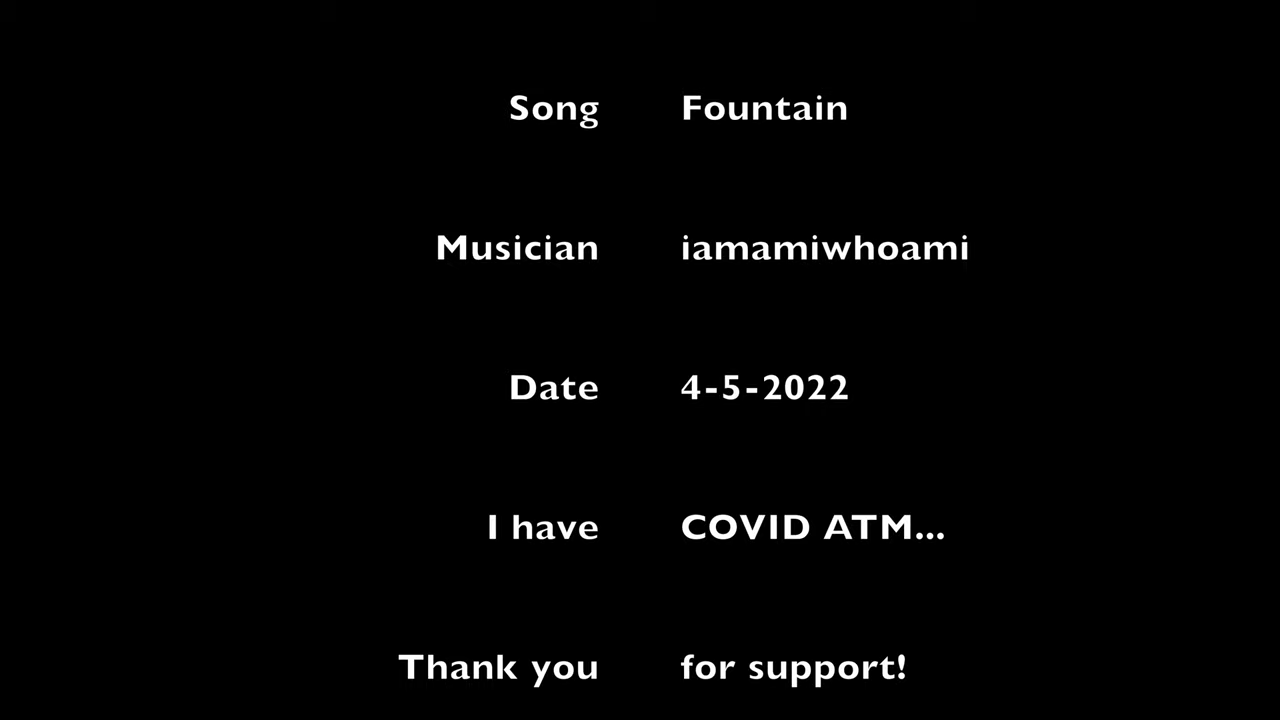 Song Fountain
Musician iamamiwhoami
Date 4-5-2022
I have COVID ATM...
Thank you for support!